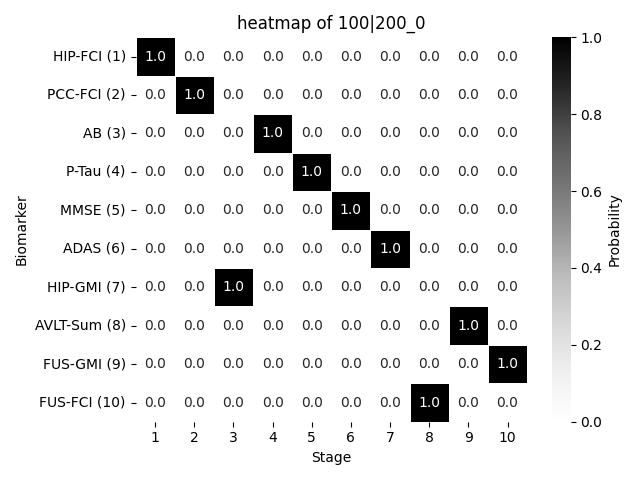 heatmap of 100|200_0
HIP-FCI (1) 1.0 0.0 0.0 0.0 0.0 0.0 0.0 0.0 0.0 0.0
PCC-FCI (2) 0.0 1.0 0.0 0.0 0.0 0.0 0.0 0.0 0.0 0.0
AB (3) 0.0 0.0 0.0 1.0 0.0 0.0 0.0 0.0 0.0 0.0
P-Tau (4) 0.0 0.0 0.0 0.0 1.0 0.0 0.0 0.0 0.0 0.0
MMSE (5) 0.0 0.0 0.0 0.0 0.0 1.0 0.0 0.0 0.0 0.0
ADAS (6) 0.0 0.0 0.0 0.0 0.0 0.0 1.0 0.0 0.0 0.0
HIP-GMI (7) 0.0 0.0 1.0 0.0 0.0 0.0 0.0 0.0 0.0 0.0
AVLT-Sum (8) 0.0 0.0 0.0 0.0 0.0 0.0 0.0 0.0 1.0 0.0
FUS-GMI (9) 0.0 0.0 0.0 0.0 0.0 0.0 0.0 0.0 0.0 1.0
FUS-FCI (10) 0.0 0.0 0.0 0.0 0.0 0.0 0.0 1.0 0.0 0.0
1 2 3 4 5 6 7 8 9 10
Stage
Biomarker
1.0
0.8
0.6
0.4
0.2
0.0
Probability